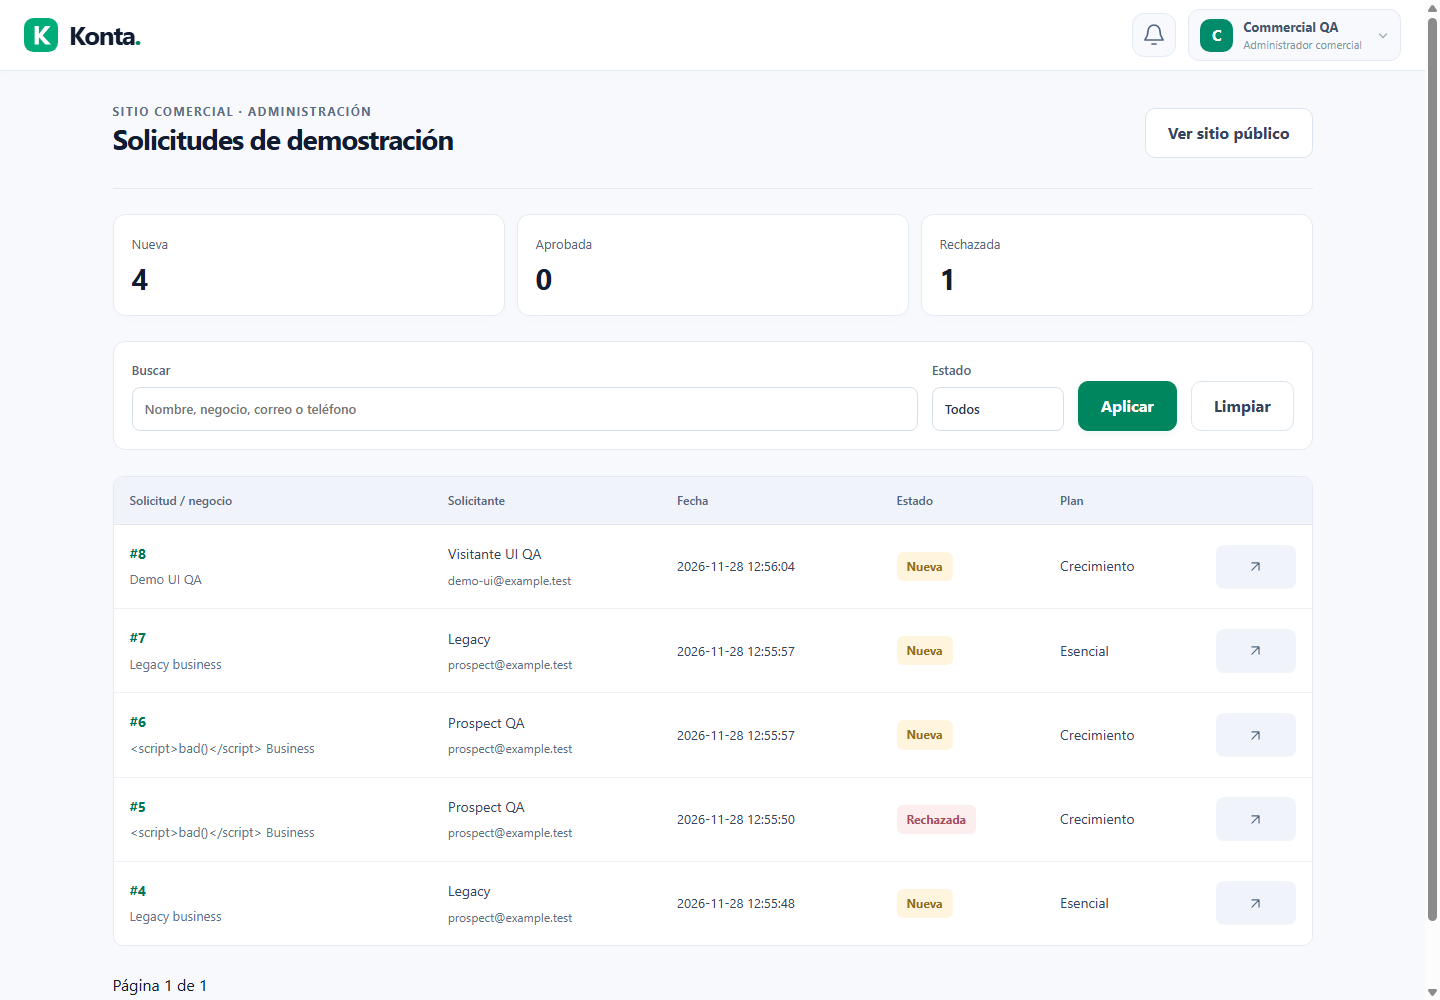 K Konta.
C
Commercial QA
Administrador comercial
SITIO COMERCIAL · ADMINISTRACIÓN
Solicitudes de demostración
Ver sitio público
Nueva
4
Aprobada
0
Rechazada
1
Buscar
Nombre, negocio, correo o teléfono
Estado
Todos
Aplicar
Limpiar
Solicitud / negocio Solicitante Fecha Estado Plan
#8
Demo UI QA
Visitante UI QA
demo-ui@example.test
2026-11-28 12:56:04
Nueva
Crecimiento
#7
Legacy business
Legacy
prospect@example.test
2026-11-28 12:55:57
Nueva
Esencial
#6
<script>bad()</script> Business
Prospect QA
prospect@example.test
2026-11-28 12:55:57
Nueva
Crecimiento
#5
<script>bad()</script> Business
Prospect QA
prospect@example.test
2026-11-28 12:55:50
Rechazada
Crecimiento
#4
Legacy business
Legacy
prospect@example.test
2026-11-28 12:55:48
Nueva
Esencial
Página 1 de 1